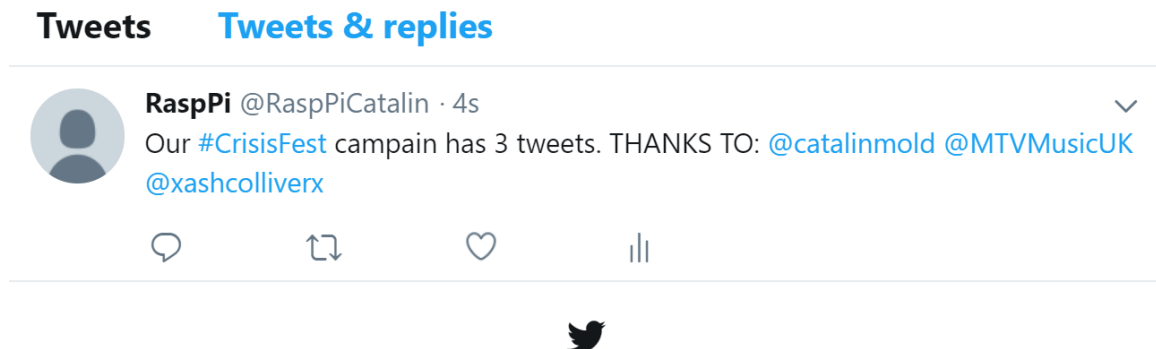 Tweets Tweets & replies
RaspPi @RaspPiCatalin · 4s
Our #CrisisFest campain has 3 tweets. THANKS TO: @catalinmold @MTVMusicUK
@xashcolliverx